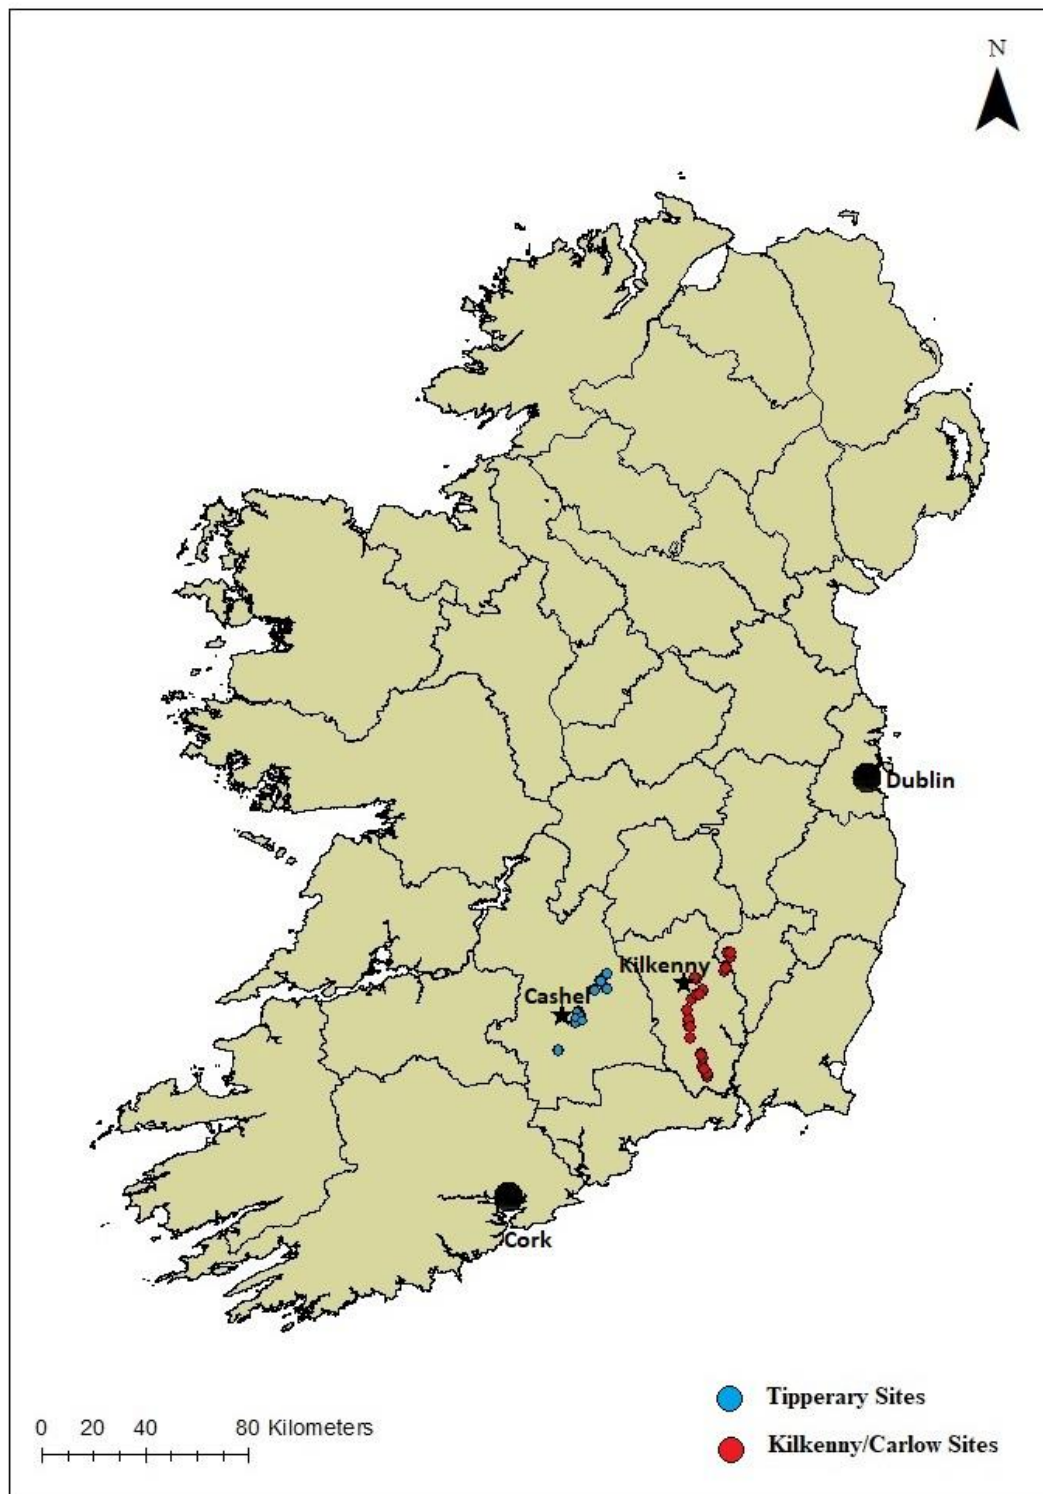 N
Dublin
Kilkenny
Cashel
Cork
0 20 40 80 Kilometers
Tipperary Sites
Kilkenny/Carlow Sites